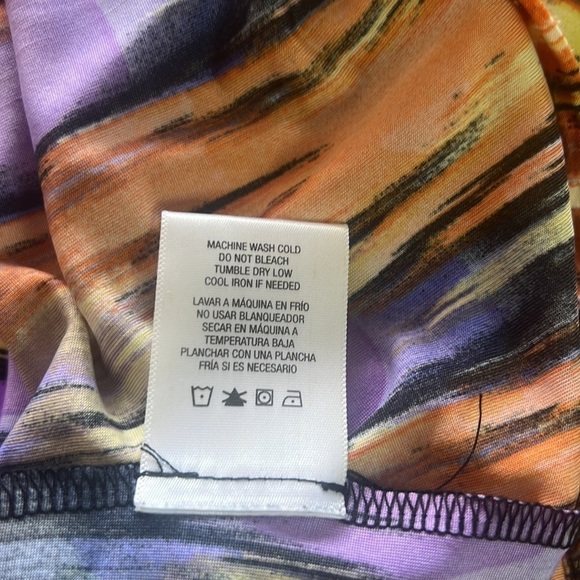 MACHINE WASH COLD
DO NOT BLEACH
TUMBLE DRY LOW
COOL IRON IF NEEDED
LAVAR A MÁQUINA EN FRÍO
NO USAR BLANQUEADOR
SECAR EN MÁQUINA A
TEMPERATURA BAJA
PLANCHAR CON UNA PLANCHA
FRÍA SI ES NECESARIO